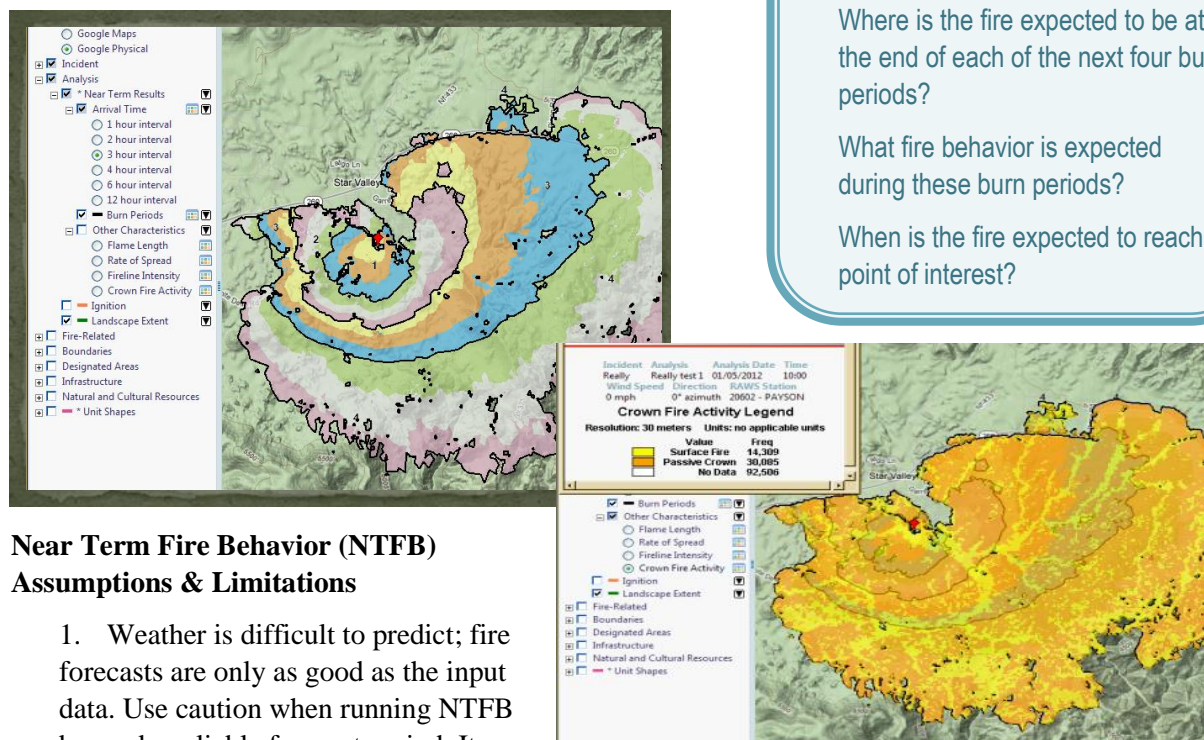 Google Maps
Google Physical
Incident
Analysis
* Near Term Results
Arrival Time
1 hour interval
2 hour interval
3 hour interval
4 hour interval
6 hour interval
12 hour interval
Burn Periods
Other Characteristics
Flame Length
Rate of Spread
Fireline Intensity
Crown Fire Activity
Ignition
Landscape Extent
Fire-Related
Boundaries
Designated Areas
Infrastructure
Natural and Cultural Resources
* Unit Shapes
4
260
260
3
Star Valley
260
3
2
1
4
4
Where is the fire expected to be at
the end of each of the next four
periods?
What fire behavior is expected
during these burn periods?
When is the fire expected to reach
point of interest?
Near Term Fire Behavior (NTFB)
Assumptions & Limitations
1. Weather is difficult to predict; fire
forecasts are only as good as the input
data. Use caution when running NTFB
Incident Analysis Analysis Date Time
Really Really test 1 01/05/2012 10:00
Wind Speed Direction RAWS Station
0 mph 0° azimuth 20602 - PAYSON
Crown Fire Activity Legend
Resolution: 30 meters Units: no applicable units
Value Freq
Surface Fire 14,309
Passive Crown 30,085
No Data 92,506
Burn Periods
Other Characteristics
Flame Length
Rate of Spread
Fireline Intensity
Crown Fire Activity
Ignition
Landscape Extent
Fire-Related
Boundaries
Designated Areas
Infrastructure
Natural and Cultural Resources
* Unit Shapes
Star Valley